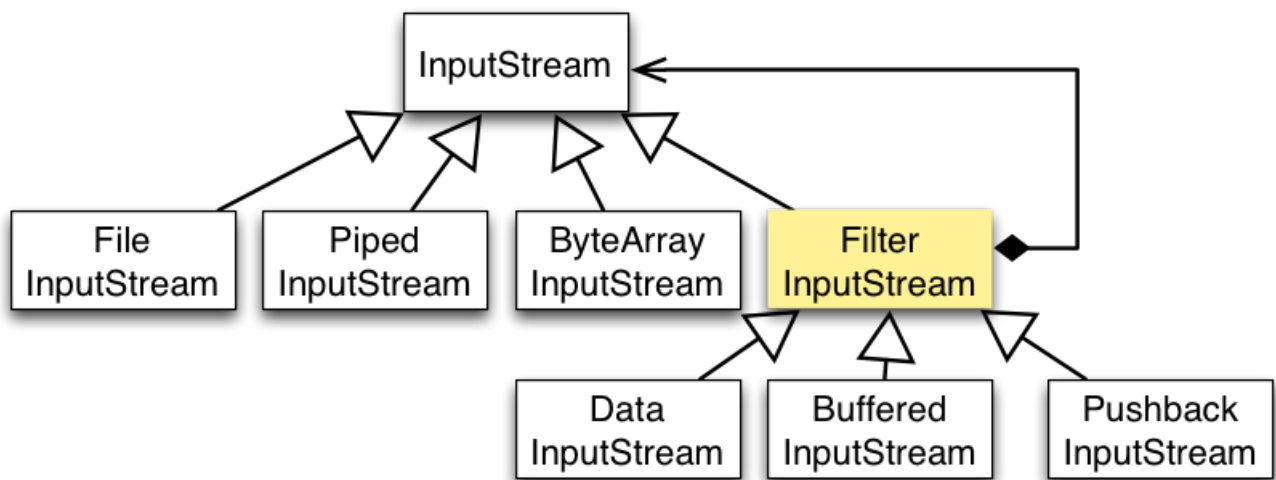 InputStream
File
InputStream
Piped
InputStream
ByteArray
InputStream
Filter
InputStream
Data
InputStream
Buffered
InputStream
Pushback
InputStream